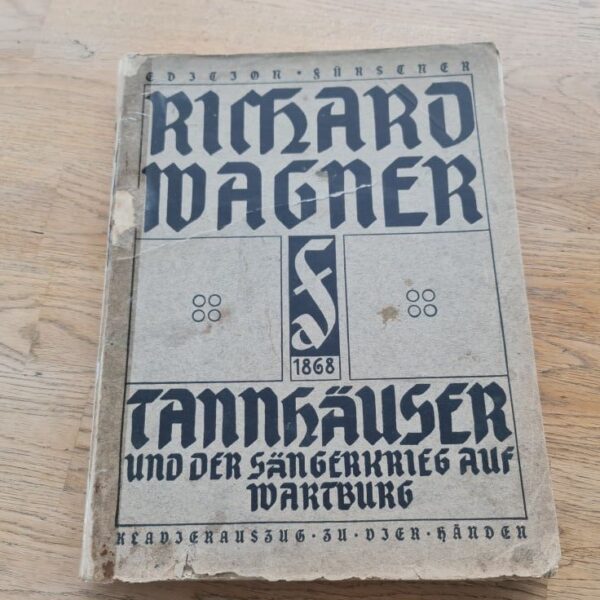 EDITION · FÜRSTNER
RICHARD
WAGNER
F
1868
TANNHÄUSER
UND DER SÄNGERKRIEG AUF
WARTBURG
KLAVIERAUSZUG · ZU · VIER · HÄNDEN